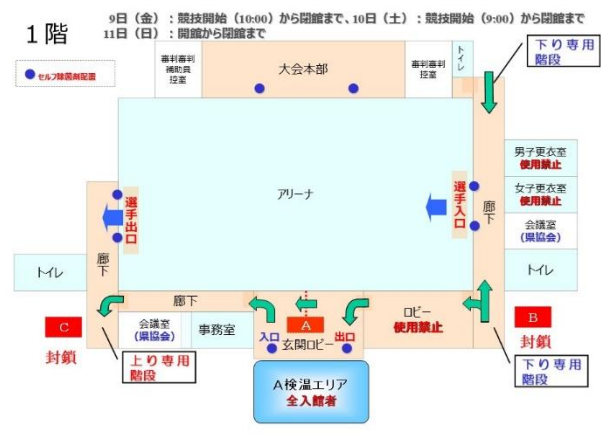 9日（金）：競技開始（10:00）から閉館まで、10日（土）：競技開始（9:00）から閉館まで
11日（日）：開館から閉館まで
1階
セルフ除菌剤配置
審判審判
補助員
控室
大会本部
審判審判
控室
トイレ
下り専用
階段
男子更衣室
使用禁止
女子更衣室
使用禁止
会議室
（県協会）
トイレ
アリーナ
選手入口
廊下
選手出口
廊下
トイレ
廊下
ロビー
使用禁止
C
封鎖
会議室
（県協会）
事務室
入口
A
出口
玄関ロビー
B
封鎖
上り専用
階段
下り専用
階段
A検温エリア
全入館者